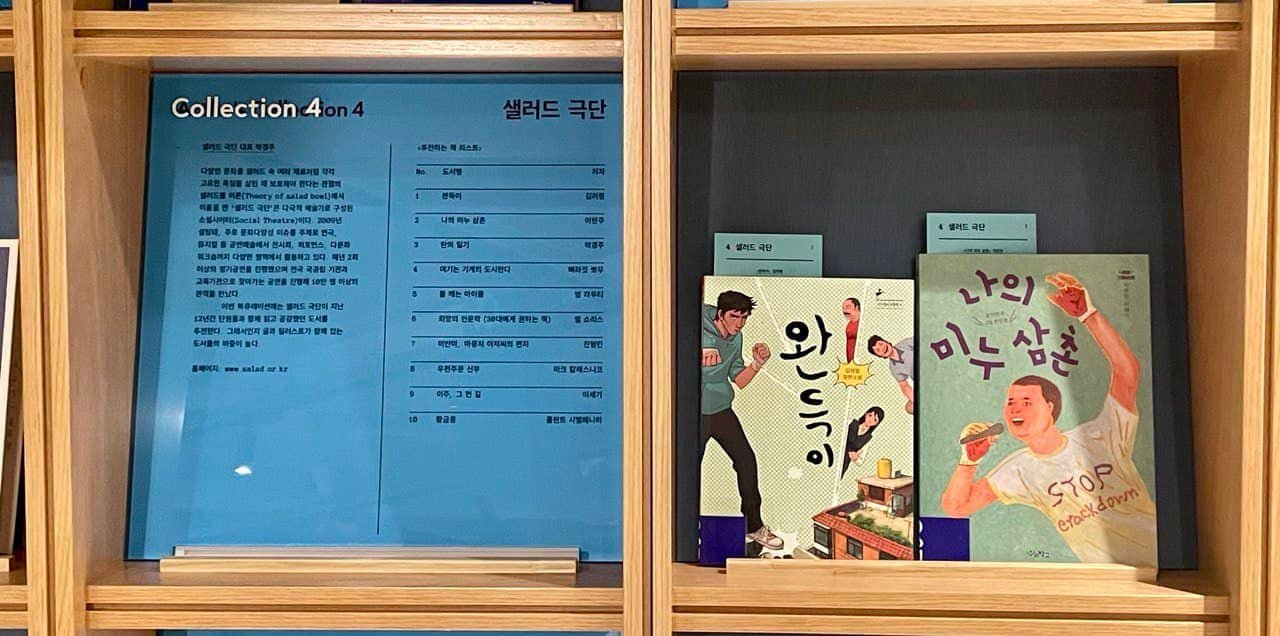 Collection 4
샐러드 극단
샐러드 극단 대표 박경주
다양한 문화를 샐러드 속 여러 재료처럼 각각
고유한 특징을 살린 채 보호해야 한다는 관점의
샐러드볼 이론(Theory of salad bowl)에서
이름을 딴 '샐러드 극단'은 다국적 예술가로 구성된
소셜시어터(Social Theatre)이다. 2009년
설립돼, 주로 문화다양성 이슈를 주제로 연극,
뮤지컬 등 공연예술에서 전시회, 퍼포먼스, 다문화
워크숍까지 다양한 영역에서 활동하고 있다. 매년 2회
이상의 정기공연을 진행했으며 전국 국공립 기관과
교육기관으로 찾아가는 공연을 진행해 10만 명 이상의
관객을 만났다.
이번 북큐레이션에는 샐러드 극단이 지난
12년간 단원들과 함께 읽고 공감했던 도서를
추천한다. 그래서인지 글과 일러스트가 함께 있는
도서들의 비중이 높다.
홈페이지: www.salad.or.kr
<추천하는 책 리스트>
No. 도서명 저자
1 완득이 김려령
2 나의 미누 삼촌 이란주
3 란의 일기 박경주
4 여기는 기계의 도시란다
5 돌 깨는 아이들
6 희망의 인문학 (30대에게 권하는 책) 얼 쇼리스
7 미안마, 마웅저 아저씨의 편지 진형민
8 우편주문 신부 마크 칼레스니코
9 이주, 그 먼 길 이세기
10 황금용 롤란트 시멜페니히
4 샐러드 극단 1
4 샐러드 극단
완득이
김려령
장편소설
나의
미누 삼촌
STOP
crackdown